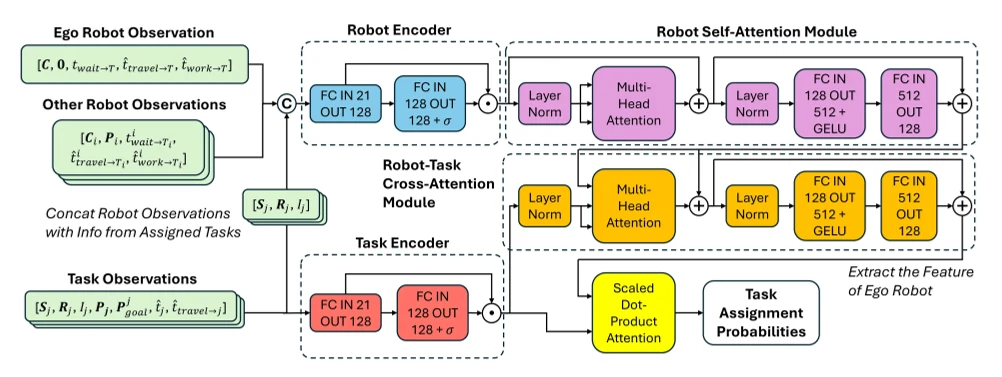 Ego Robot Observation
[C, 0, t_wait→T, t̂_travel→T, t̂_work→T]
Other Robot Observations
[C_i, P_i, t^i_wait→T_i,
t̂^i_travel→T_i, t̂^i_work→T_i]
Concat Robot Observations
with Info from Assigned Tasks
[S_j, R_j, l_j]
Task Observations
[S_j, R_j, l_j, P_j, P^j_goal, t̂_j, t̂_travel→j]
C
Robot Encoder
FC IN 21
OUT 128
FC IN
128 OUT
128 + σ
Robot Self-Attention Module
Layer
Norm
Multi-
Head
Attention
+
Layer
Norm
FC IN
128 OUT
512 +
GELU
FC IN
512
OUT
128
+
Robot-Task
Cross-Attention
Module
Layer
Norm
Multi-
Head
Attention
+
Layer
Norm
FC IN
128 OUT
512 +
GELU
FC IN
512
OUT
128
+
Task Encoder
FC IN 21
OUT 128
FC IN
128 OUT
128 + σ
Scaled
Dot-
Product
Attention
Task
Assignment
Probabilities
Extract the Feature
of Ego Robot